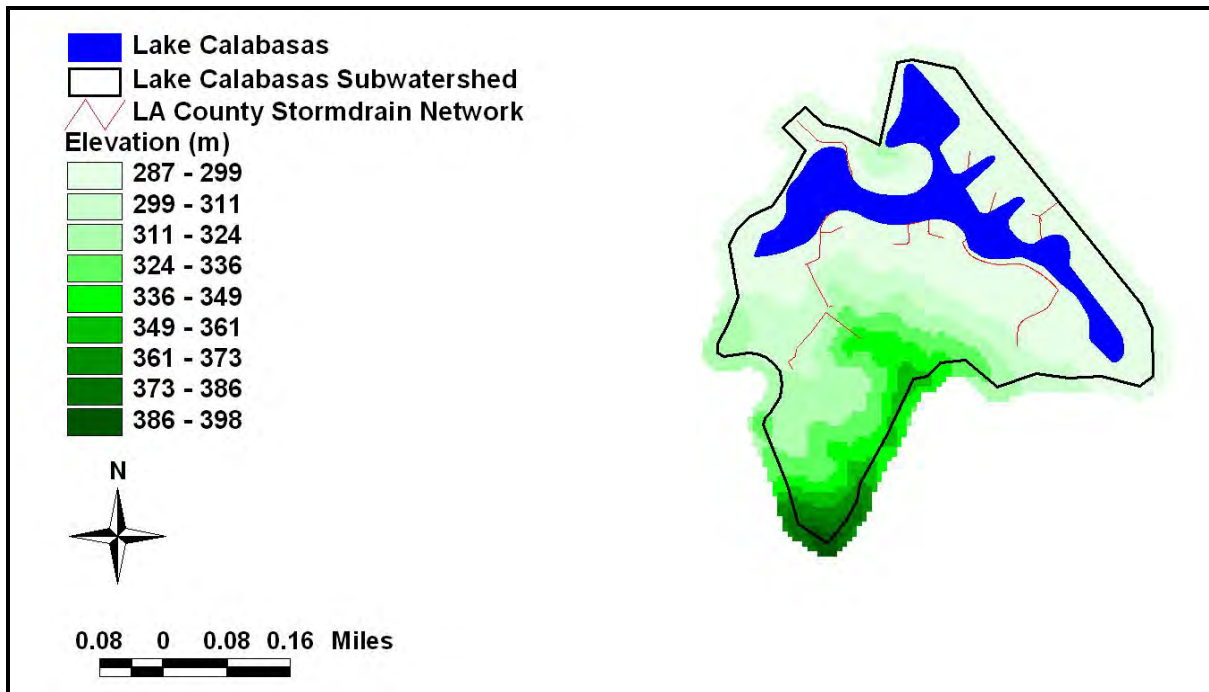 Lake Calabasas
Lake Calabasas Subwatershed
LA County Stormdrain Network
Elevation (m)
287 - 299
299 - 311
311 - 324
324 - 336
336 - 349
349 - 361
361 - 373
373 - 386
386 - 398
N
0.08 0 0.08 0.16 Miles